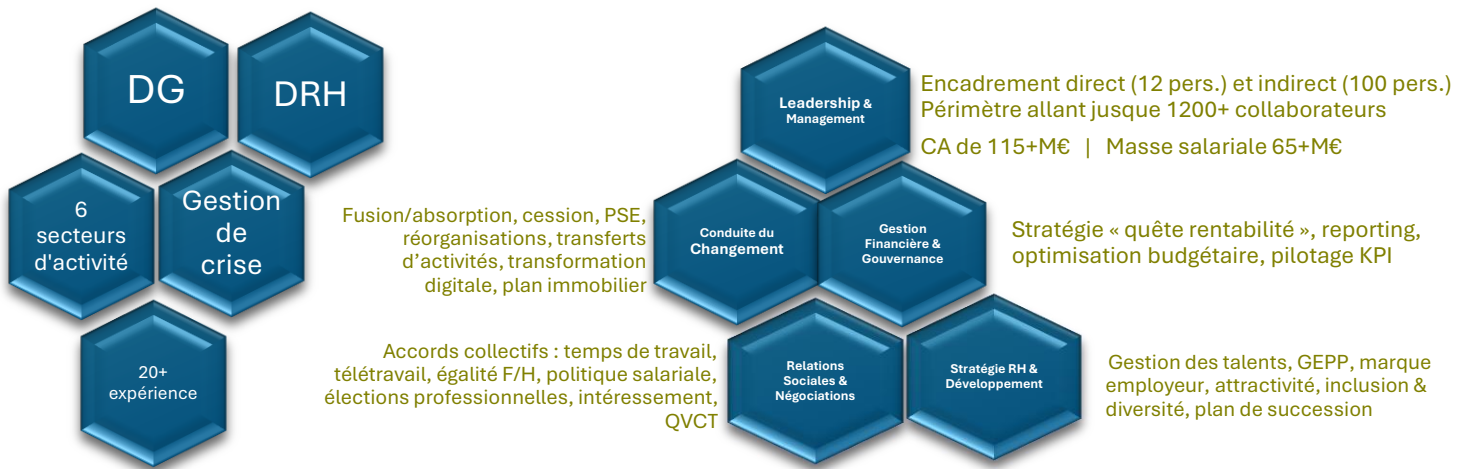 DG
DRH
6
secteurs
d'activité
Gestion
de
crise
20+
expérience
Leadership &
Management
Encadrement direct (12 pers.) et indirect (100 pers.)
Périmètre allant jusque 1200+ collaborateurs
CA de 115+M€ | Masse salariale 65+M€
Fusion/absorption, cession, PSE,
réorganisations, transferts
d’activités, transformation
digitale, plan immobilier
Conduite du
Changement
Gestion
Financière &
Gouvernance
Stratégie « quête rentabilité », reporting,
optimisation budgétaire, pilotage KPI
Accords collectifs : temps de travail,
télétravail, égalité F/H, politique salariale,
élections professionnelles, intéressement,
QVCT
Relations
Sociales &
Négociations
Stratégie RH &
Développement
Gestion des talents, GEPP, marque
employeur, attractivité, inclusion &
diversité, plan de succession